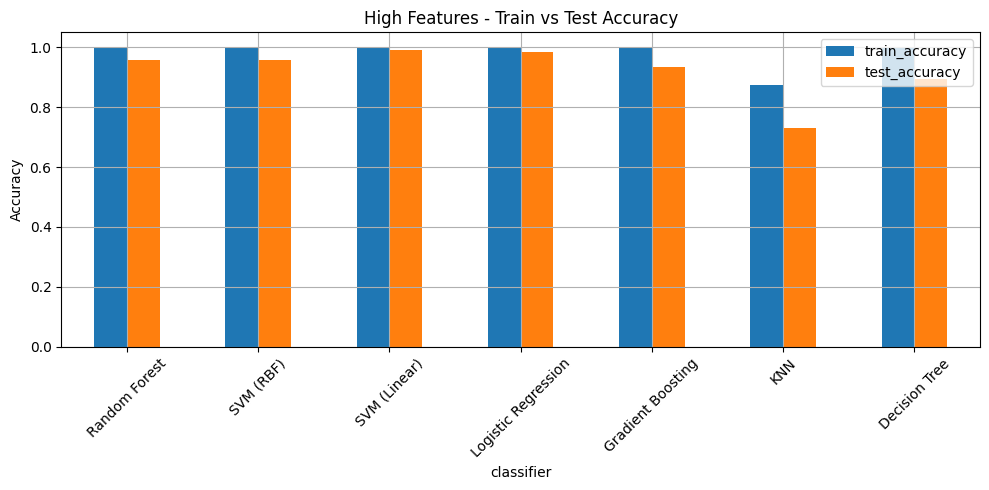 High Features - Train vs Test Accuracy
train_accuracy
test_accuracy
Accuracy
1.0
0.8
0.6
0.4
0.2
0.0
Random Forest
SVM (RBF)
SVM (Linear)
Logistic Regression
Gradient Boosting
KNN
Decision Tree
classifier